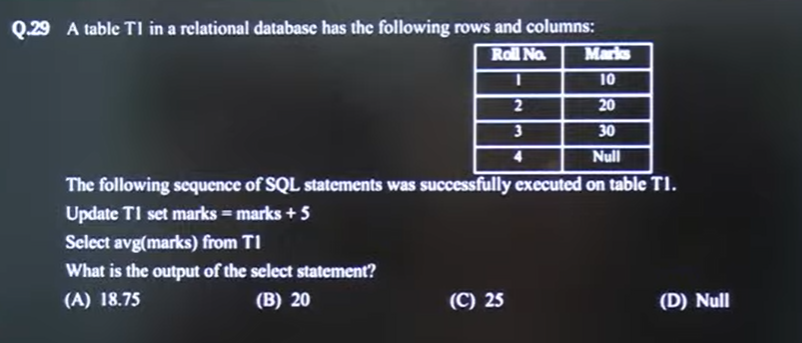 Q.29 A table T1 in a relational database has the following rows and columns:
Roll No. Marks
1 10
2 20
3 30
4 Null
The following sequence of SQL statements was successfully executed on table T1.
Update T1 set marks = marks + 5
Select avg(marks) from T1
What is the output of the select statement?
(A) 18.75 (B) 20 (C) 25 (D) Null